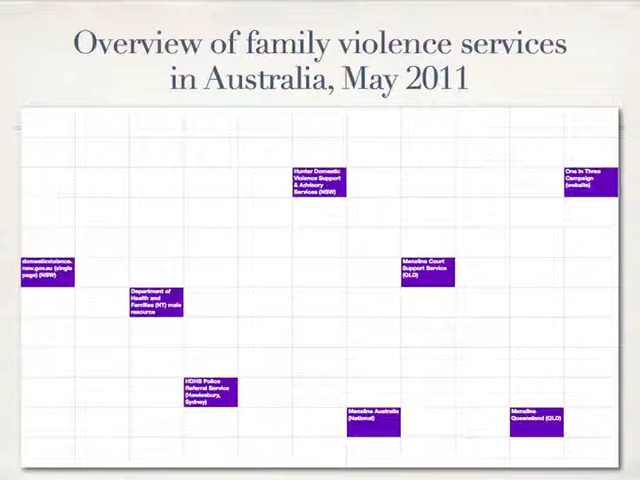 Overview of family violence services
in Australia, May 2011
Hunter Domestic
Violence Support
& Advisory
Services (NSW)
One in Three
Campaign
(website)
domesticviolence.
nsw.gov.au (single
page) (NSW)
Mensline Court
Support Service
(QLD)
Department of
Health and
Families (NT) male
resource
HDHS Police
Referral Service
(Hawkesbury,
Sydney)
Mensline Australia
(National)
Mensline
Queensland (QLD)